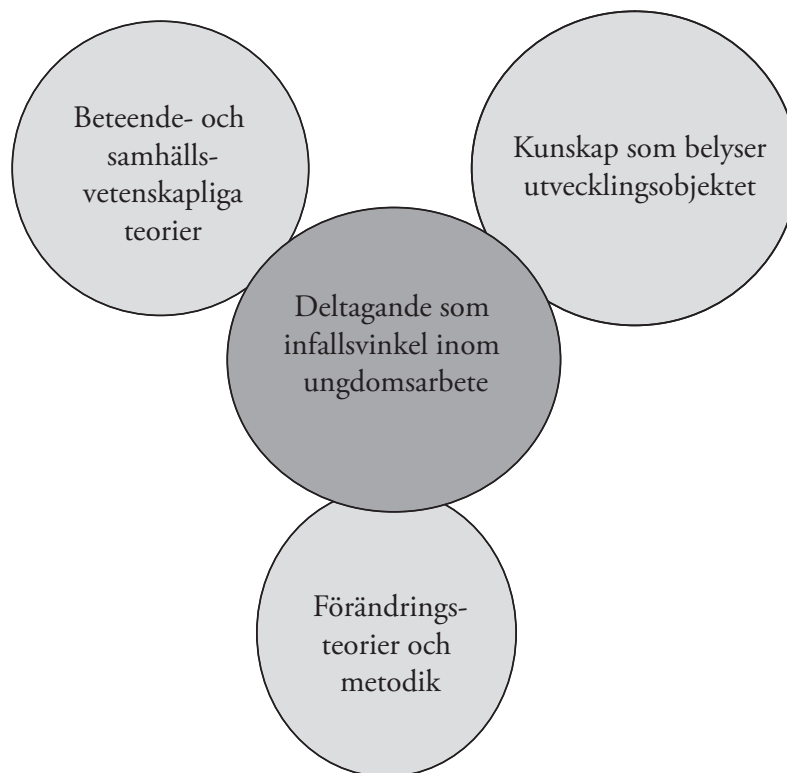 Beteende- och
samhälls-
vetenskapliga
teorier
Kunskap som belyser
utvecklingsobjektet
Deltagande som
infallsvinkel inom
ungdomsarbete
Förändrings-
teorier och
metodik